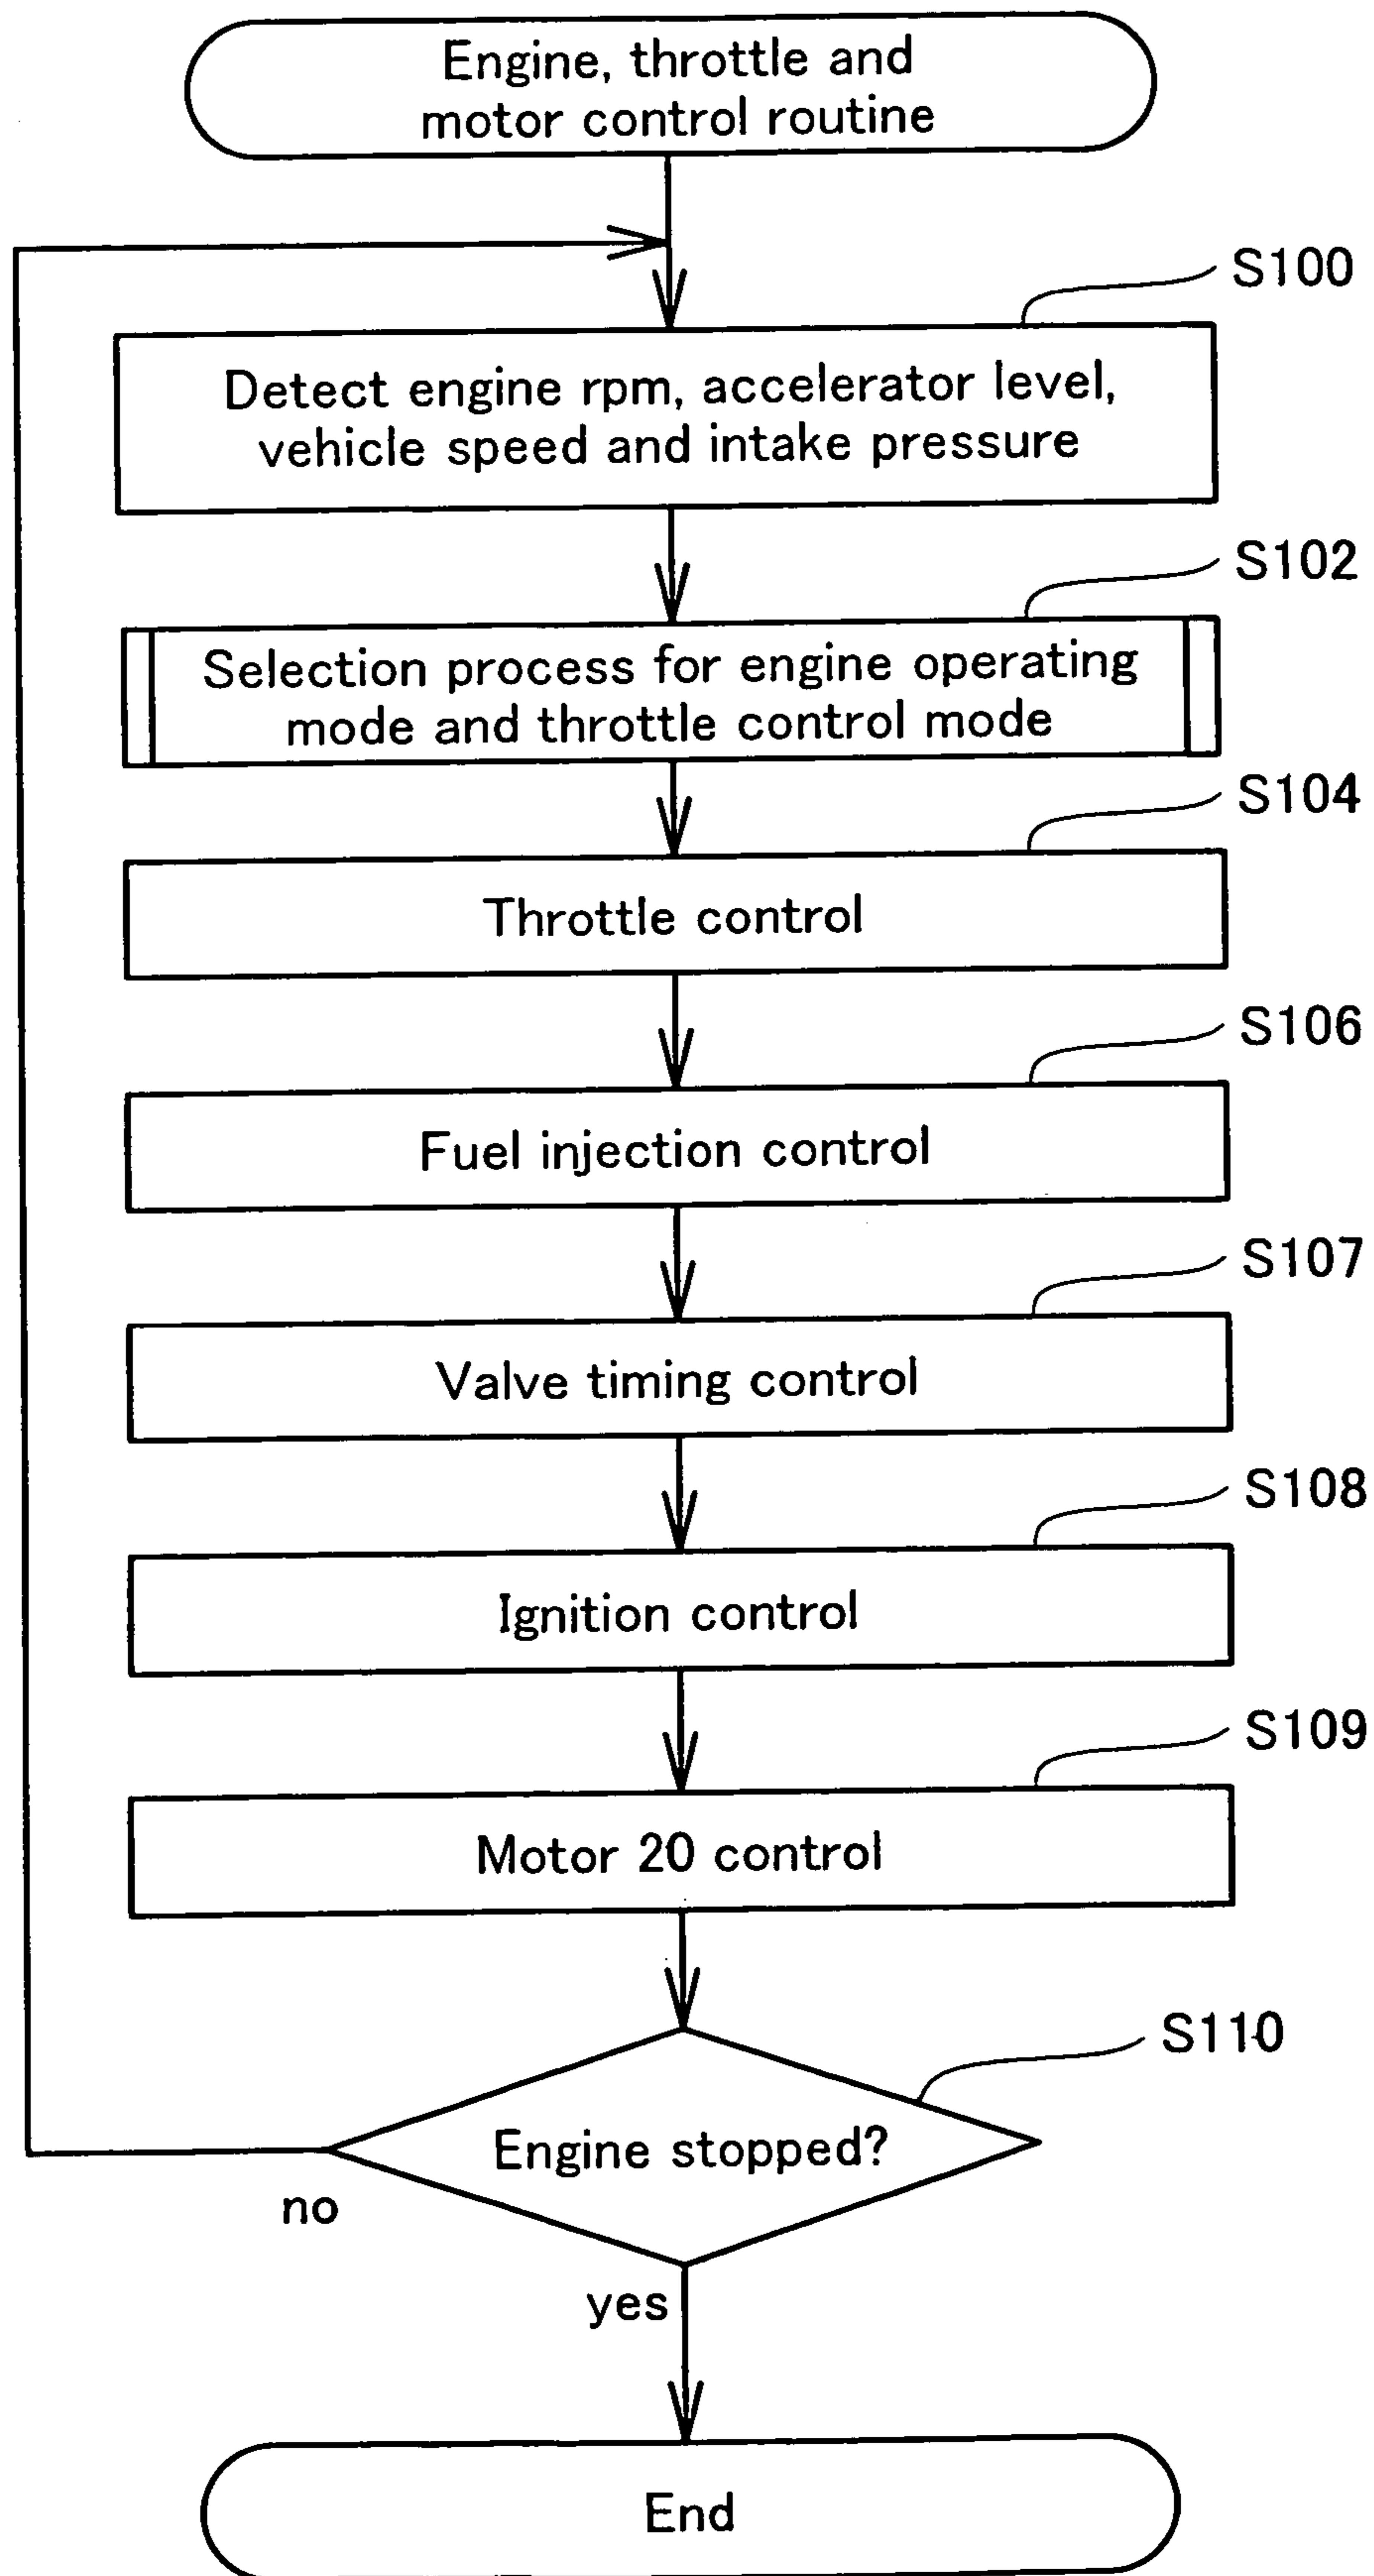 Engine, throttle and
motor control routine
S100
Detect engine rpm, accelerator level,
vehicle speed and intake pressure
S102
Selection process for engine operating
mode and throttle control mode
S104
Throttle control
S106
Fuel injection control
S107
Valve timing control
S108
Ignition control
S109
Motor 20 control
S110
Engine stopped?
no
yes
End